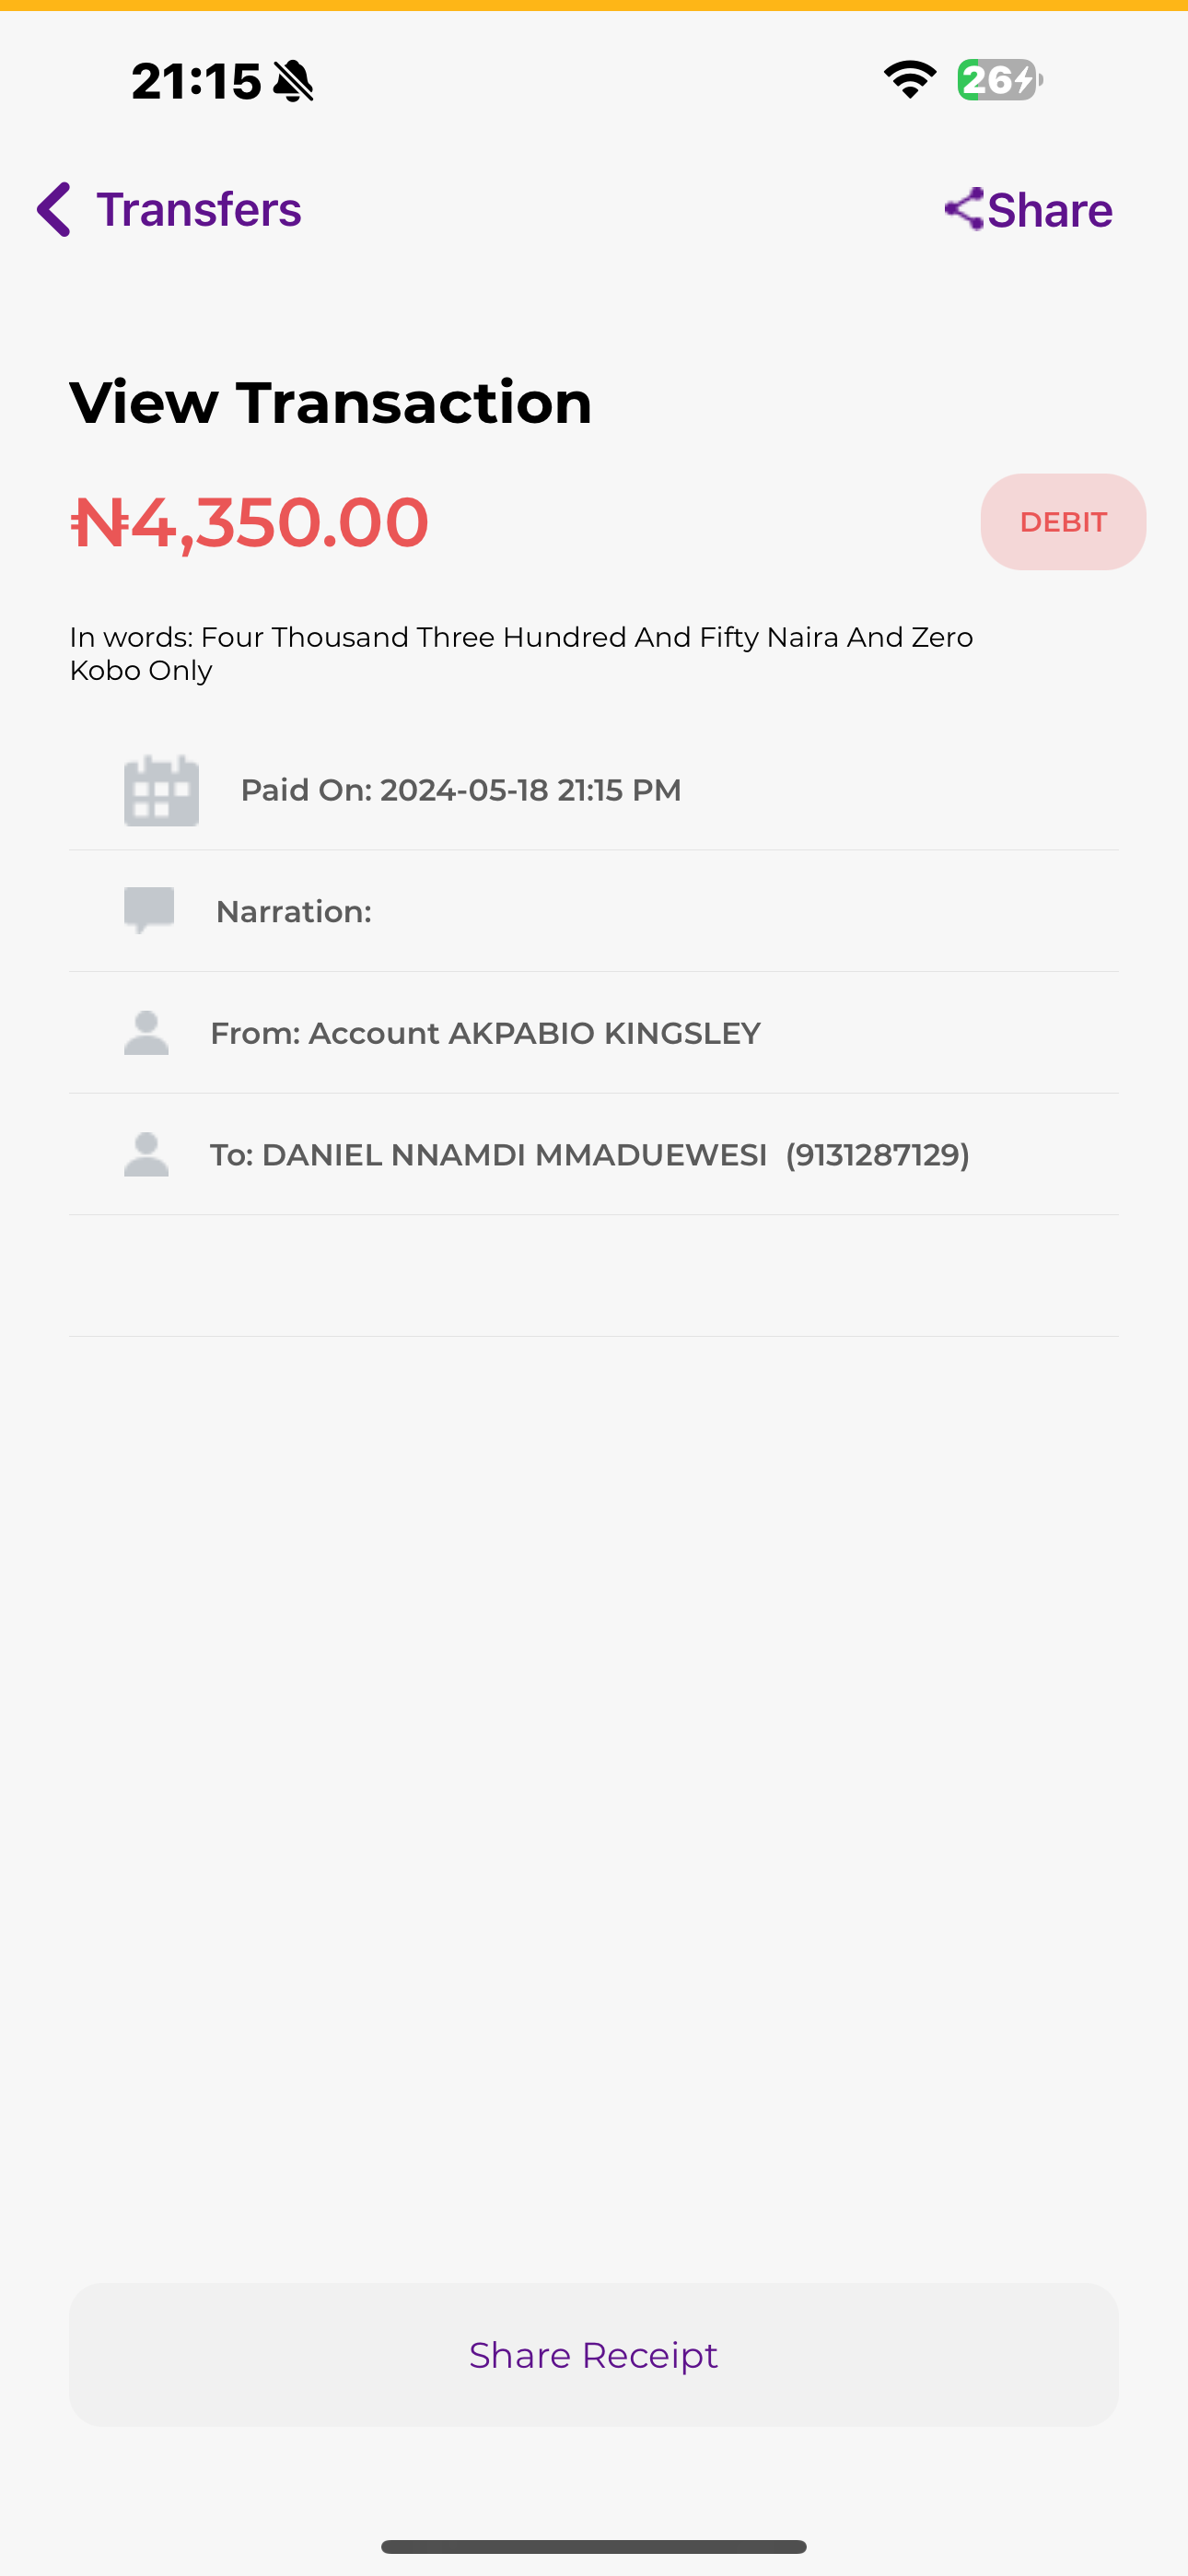 21:15
26
Transfers
Share
View Transaction
₦4,350.00
DEBIT
In words: Four Thousand Three Hundred And Fifty Naira And Zero
Kobo Only
Paid On: 2024-05-18 21:15 PM
Narration:
From: Account AKPABIO KINGSLEY
To: DANIEL NNAMDI MMADUEWESI (9131287129)
Share Receipt